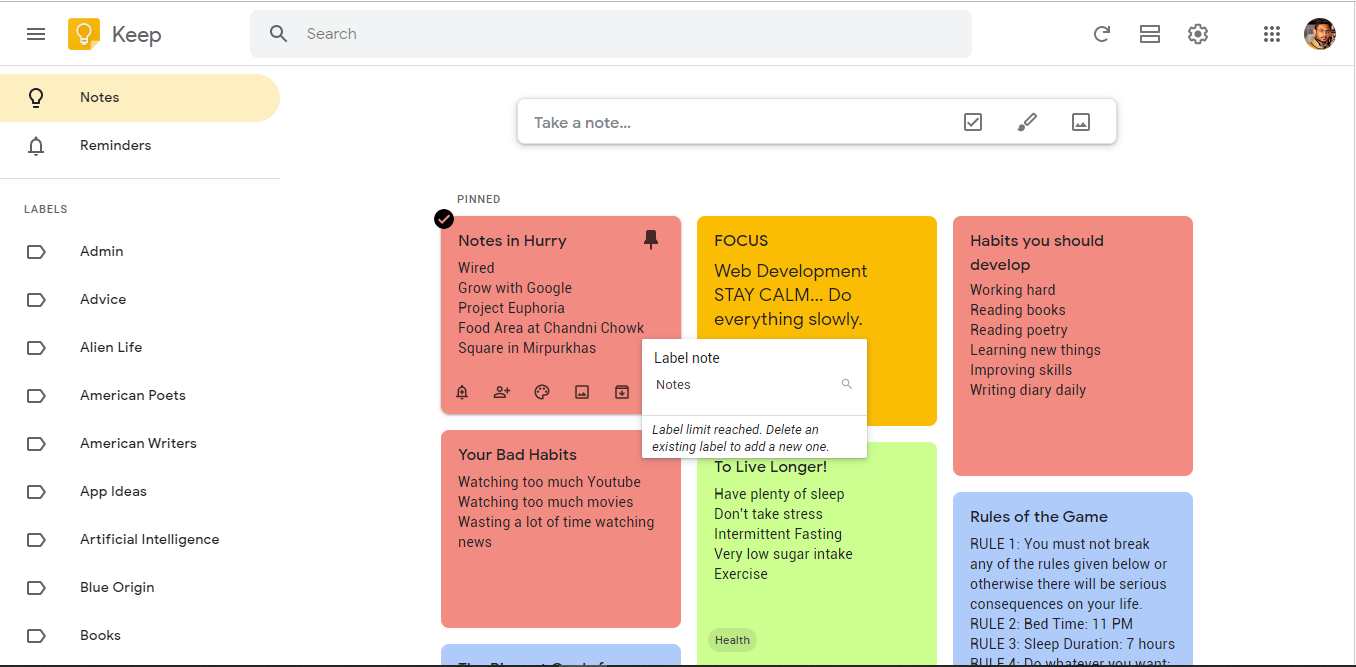 Keep
Search
Notes
Reminders
LABELS
Admin
Advice
Alien Life
American Poets
American Writers
App Ideas
Artificial Intelligence
Blue Origin
Books
Take a note...
PINNED
Notes in Hurry
Wired
Grow with Google
Project Euphoria
Food Area at Chandni Chowk
Square in Mirpurkhas
Your Bad Habits
Watching too much Youtube
Watching too much movies
Wasting a lot of time watching
news
FOCUS
Web Development
STAY CALM... Do
everything slowly.
Label note
Notes
Label limit reached. Delete an
existing label to add a new one.
To Live Longer!
Have plenty of sleep
Don't take stress
Intermittent Fasting
Very low sugar intake
Exercise
Health
Habits you should
develop
Working hard
Reading books
Reading poetry
Learning new things
Improving skills
Writing diary daily
Rules of the Game
RULE 1: You must not break
any of the rules given below or
otherwise there will be serious
consequences on your life.
RULE 2: Bed Time: 11 PM
RULE 3: Sleep Duration: 7 hours
RULE 4: Do whatever you want: